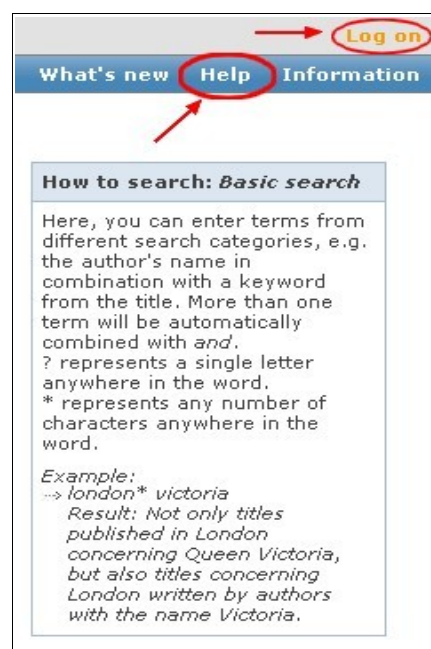 Log on
What's new Help Information
How to search: Basic search
Here, you can enter terms from
different search categories, e.g.
the author's name in
combination with a keyword
from the title. More than one
term will be automatically
combined with and.
? represents a single letter
anywhere in the word.
* represents any number of
characters anywhere in the
word.
Example:
⇢ london* victoria
Result: Not only titles
published in London
concerning Queen Victoria,
but also titles concerning
London written by authors
with the name Victoria.